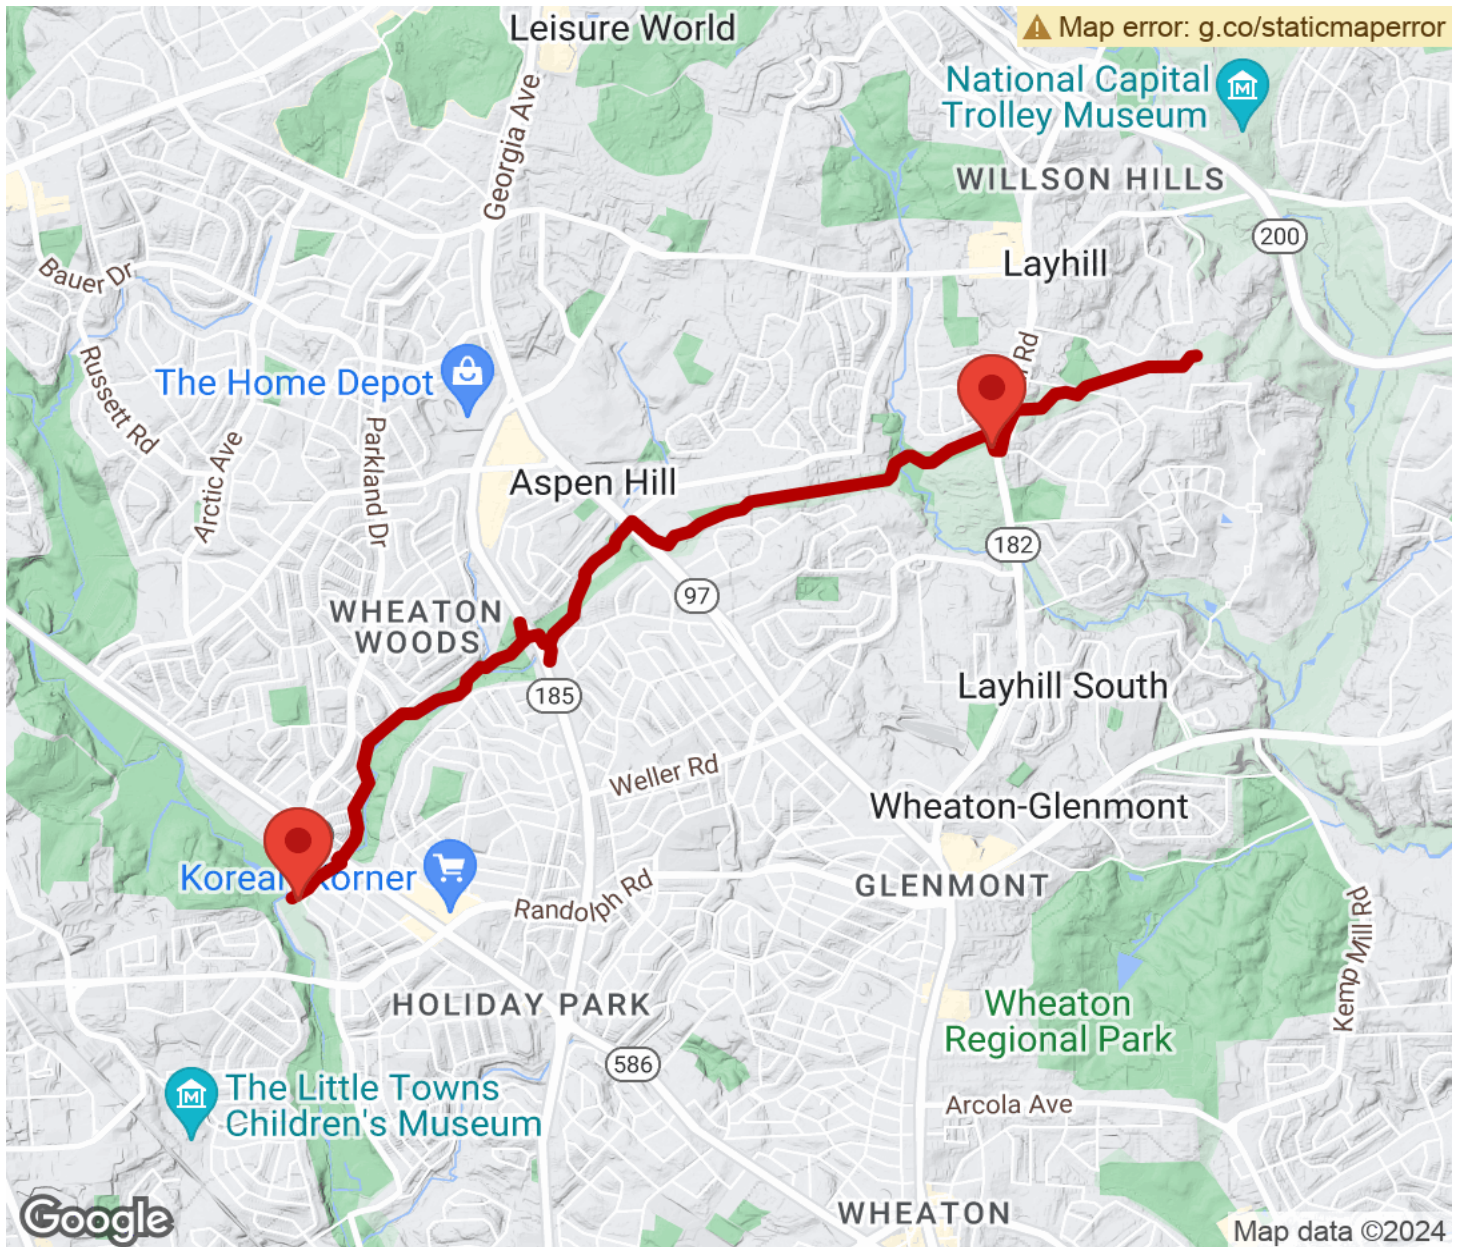 Leisure World
Map error: g.co/staticmaperror
National Capital
Trolley Museum
Georgia Ave
WILLSON HILLS
200
Layhill
Bauer Dr
Rd
Russett Rd
The Home Depot
Parkland Dr
Arctic Ave
Aspen Hill
182
97
WHEATON
WOODS
185
Layhill South
Weller Rd
Wheaton-Glenmont
Korner
Randolph Rd
GLENMONT
Kemp Mill Rd
HOLIDAY PARK
Wheaton
Regional Park
586
The Little Towns
Children's Museum
Arcola Ave
WHEATON
Google
Map data ©2024